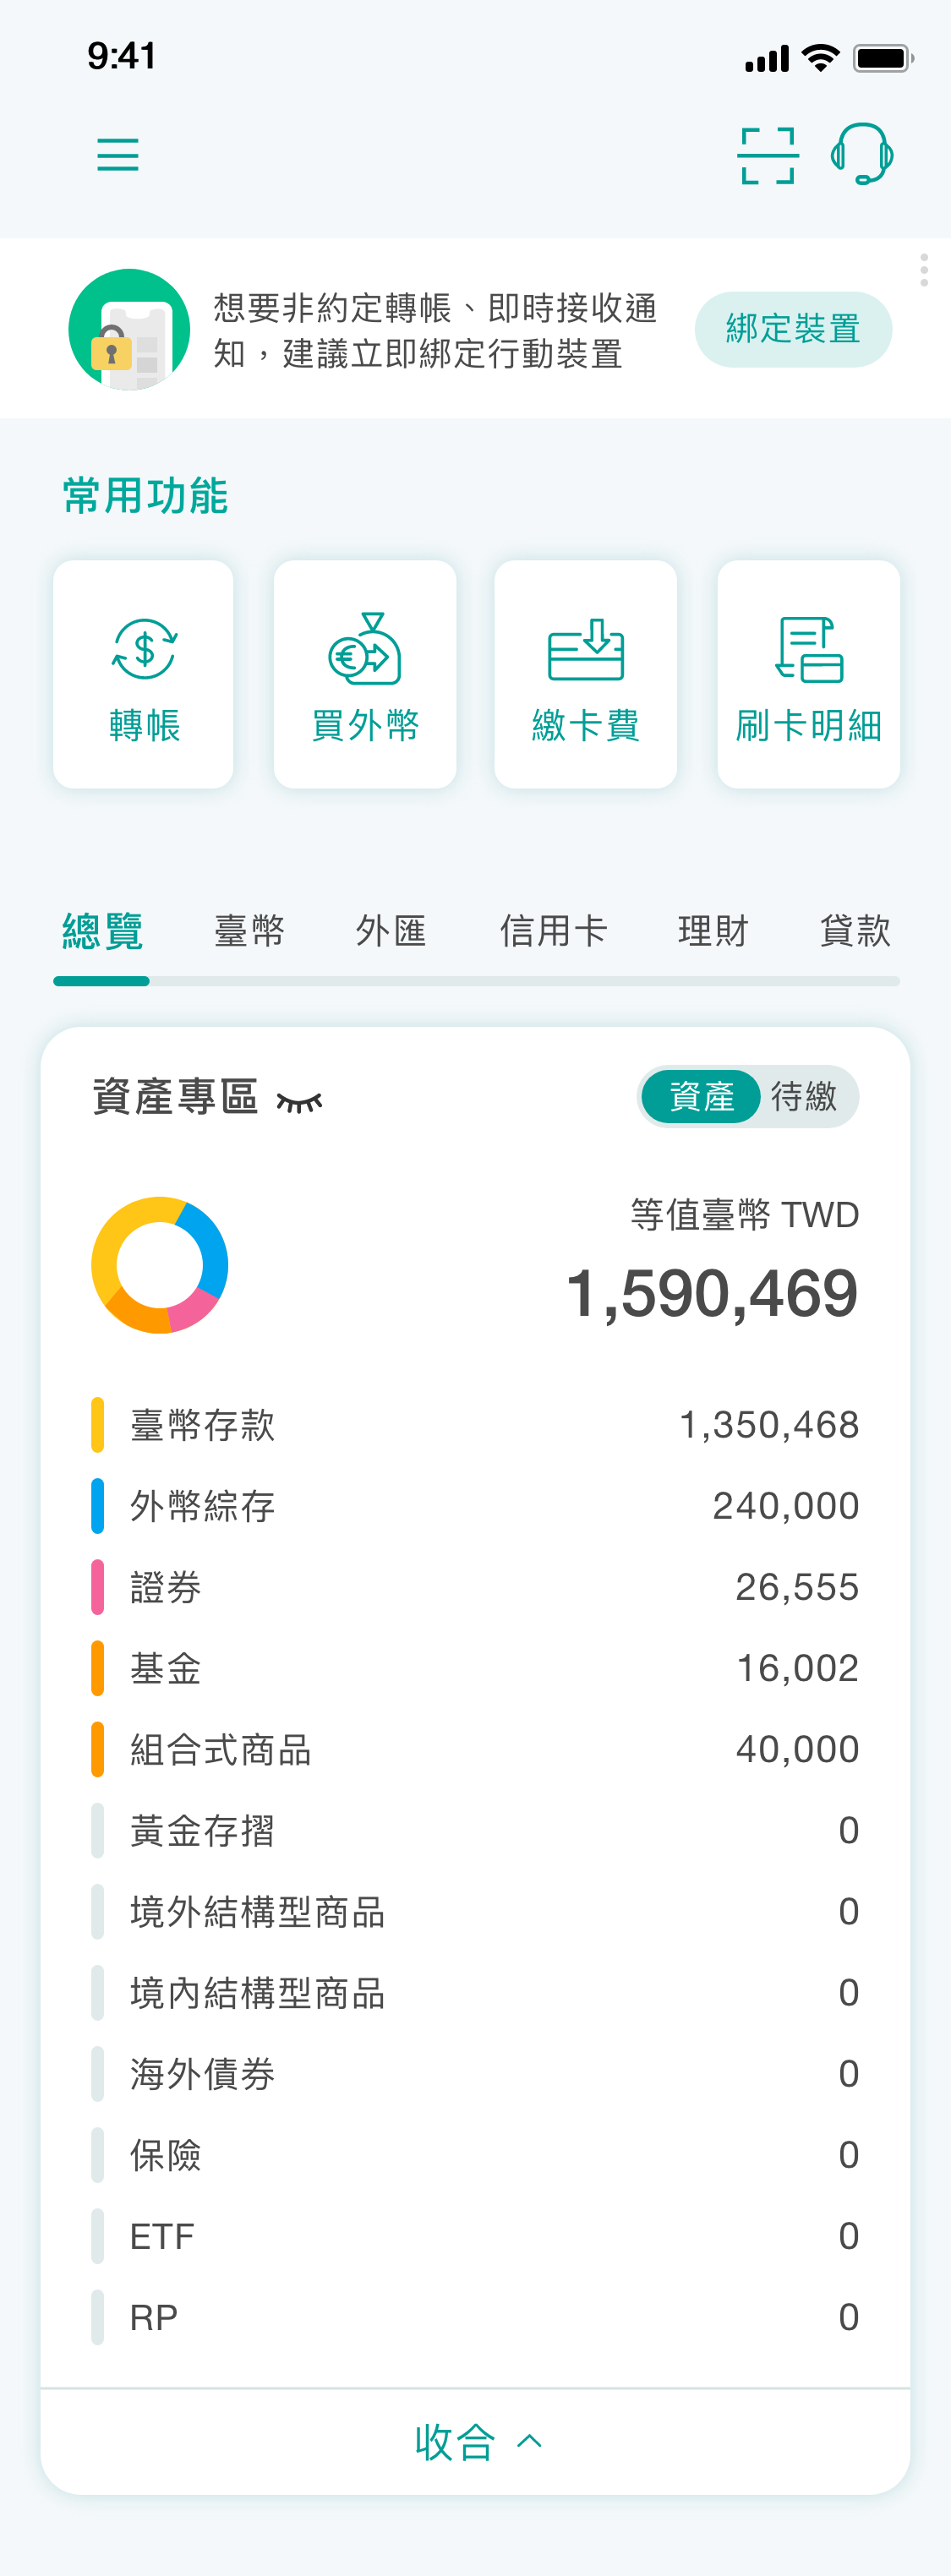 9:41
想要非約定轉帳、即時接收通
知，建議立即綁定行動裝置
綁定裝置
常用功能
轉帳 買外幣 繳卡費 刷卡明細
總覽 臺幣 外匯 信用卡 理財 貸款
資產專區 資產 待繳
等值臺幣 TWD
1,590,469
臺幣存款 1,350,468
外幣綜存 240,000
證券 26,555
基金 16,002
組合式商品 40,000
黃金存摺 0
境外結構型商品 0
境內結構型商品 0
海外債券 0
保險 0
ETF 0
RP 0
收合